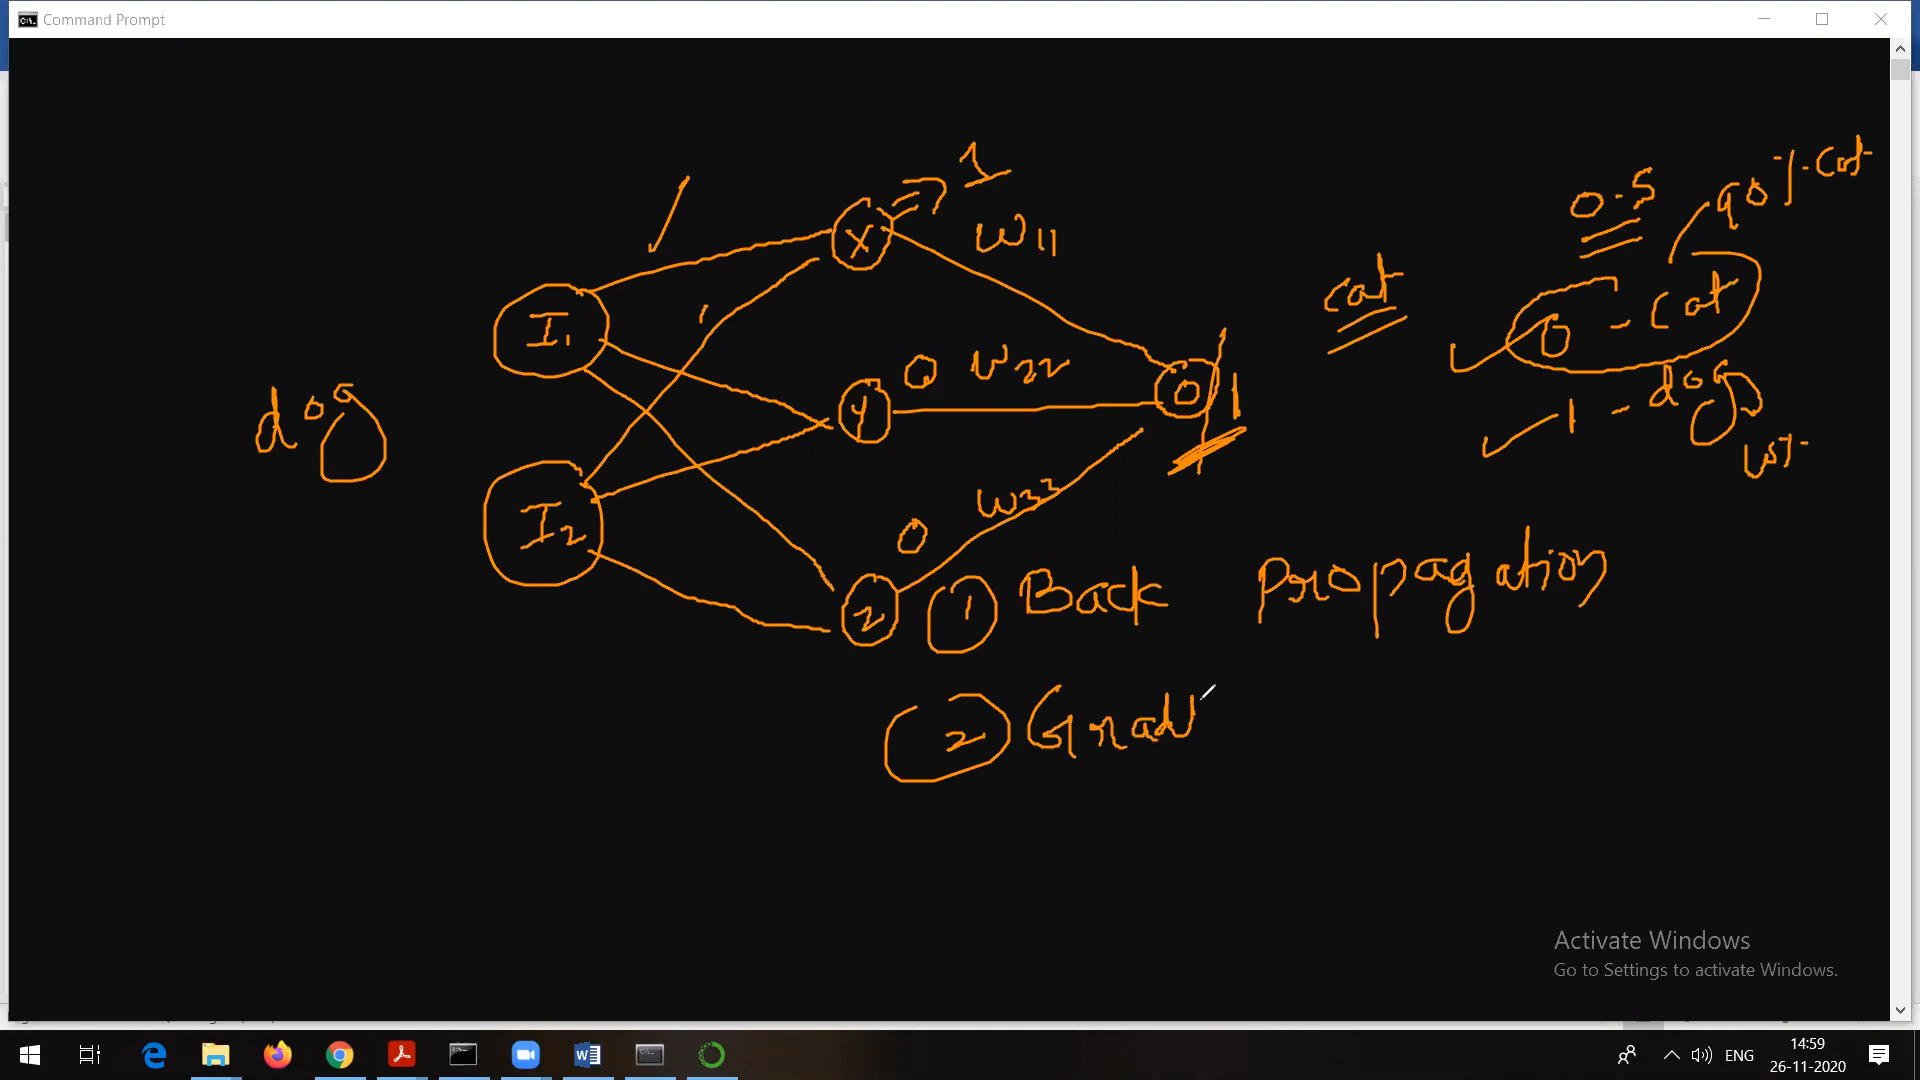 Command Prompt
1
90%-Cat
0.5
X
W11
cat
0 - Cat
I1
0
W22
0
1
dog
Y
1 - dog
W33
I2
0
Z
1 Back Propagation
2 Grad
Activate Windows
Go to Settings to activate Windows.
ENG
14:59
26-11-2020